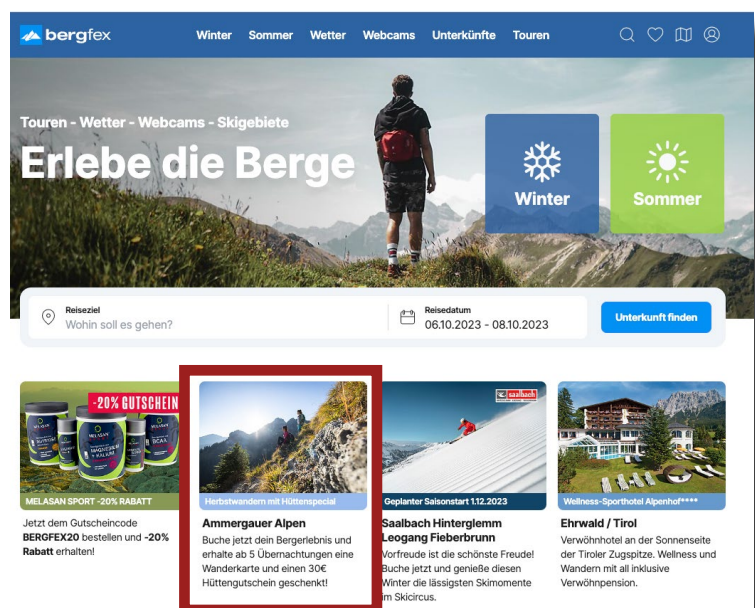 bergfex
Winter Sommer Wetter Webcams Unterkünfte Touren
Touren - Wetter - Webcams - Skigebiete
Erlebe die Berge
Winter
Sommer
Reiseziel
Wohin soll es gehen?
Reisedatum
06.10.2023 - 08.10.2023
Unterkunft finden
-20% GUTSCHEIN
MELASAN
MAGNESIUM
BCAA
MELASAN SPORT -20% RABATT
Jetzt dem Gutscheincode
BERGFEX20 bestellen und -20%
Rabatt erhalten!
Herbstwandern mit Hüttenspecial
Ammergauer Alpen
Buche jetzt dein Bergerlebnis und
erhalte ab 5 Übernachtungen eine
Wanderkarte und einen 30€
Hüttengutschein geschenkt!
saalbach
Geplanter Saisonstart 1.12.2023
Saalbach Hinterglemm
Leogang Fieberbrunn
Vorfreude ist die schönste Freude!
Buche jetzt und genieße diesen
Winter die lässigsten Skimomente
im Skicircus.
Wellness-Sporthotel Alpenhof****
Ehrwald / Tirol
Verwöhnhotel an der Sonnenseite
der Tiroler Zugspitze. Wellness und
Wandern mit all inklusive
Verwöhnpension.